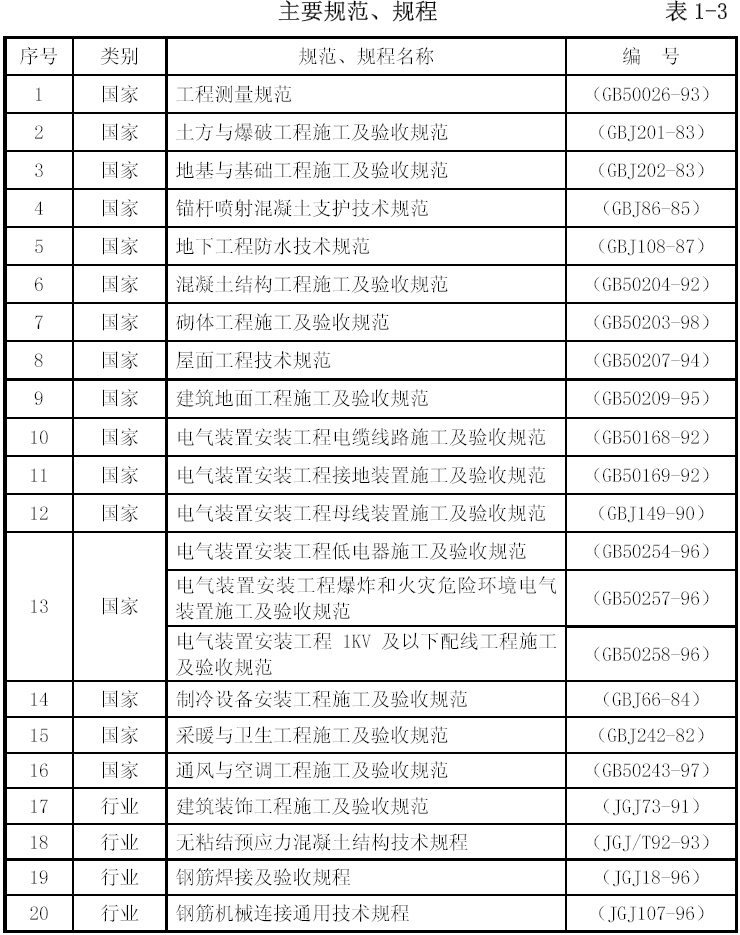 主要规范、规程 表 1-3
序号 类别 规范、规程名称 编 号
1 国家 工程测量规范 （GB50026-93）
2 国家 土方与爆破工程施工及验收规范 （GBJ201-83）
3 国家 地基与基础工程施工及验收规范 （GBJ202-83）
4 国家 锚杆喷射混凝土支护技术规范 （GBJ86-85）
5 国家 地下工程防水技术规范 （GBJ108-87）
6 国家 混凝土结构工程施工及验收规范 （GB50204-92）
7 国家 砌体工程施工及验收规范 （GB50203-98）
8 国家 屋面工程技术规范 （GB50207-94）
9 国家 建筑地面工程施工及验收规范 （GB50209-95）
10 国家 电气装置安装工程电缆线路施工及验收规范 （GB50168-92）
11 国家 电气装置安装工程接地装置施工及验收规范 （GB50169-92）
12 国家 电气装置安装工程母线装置施工及验收规范 （GBJ149-90）
13 国家 电气装置安装工程低电器施工及验收规范 （GB50254-96）
电气装置安装工程爆炸和火灾危险环境电气
装置施工及验收规范 （GB50257-96）
电气装置安装工程 1KV 及以下配线工程施工
及验收规范 （GB50258-96）
14 国家 制冷设备安装工程施工及验收规范 （GBJ66-84）
15 国家 采暖与卫生工程施工及验收规范 （GBJ242-82）
16 国家 通风与空调工程施工及验收规范 （GB50243-97）
17 行业 建筑装饰工程施工及验收规范 （JGJ73-91）
18 行业 无粘结预应力混凝土结构技术规程 （JGJ/T92-93）
19 行业 钢筋焊接及验收规程 （JGJ18-96）
20 行业 钢筋机械连接通用技术规程 （JGJ107-96）